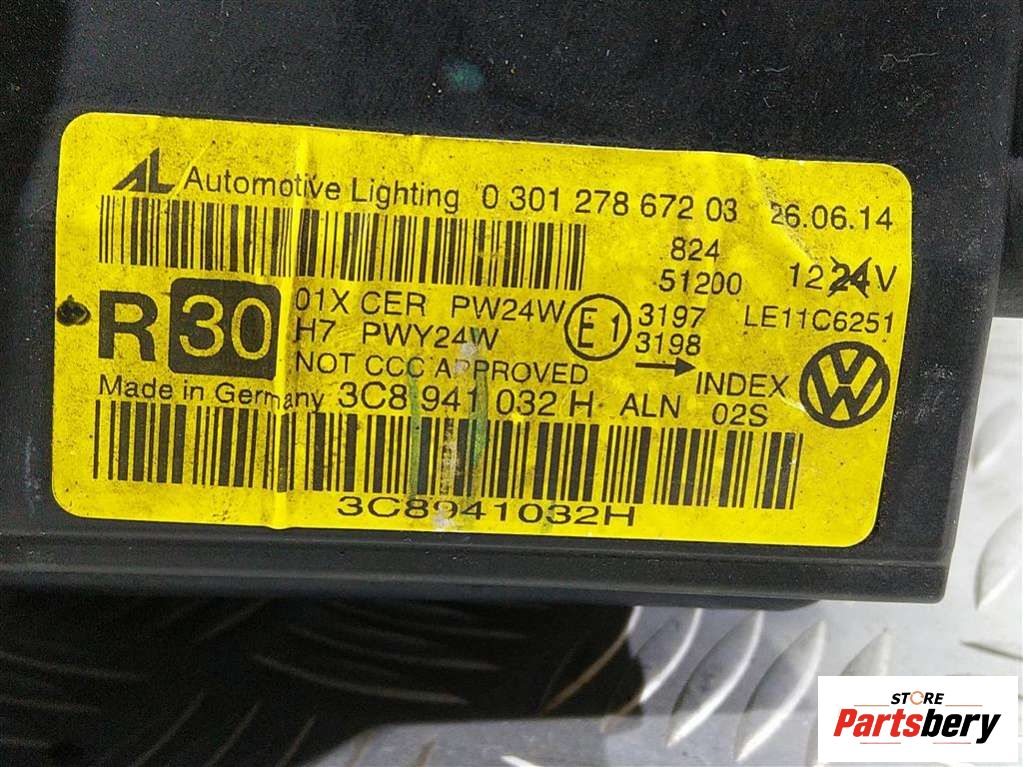 AL Automotive Lighting 0 301 278 672 03 26.06.14
824
51200 12 24 V
R 30 01X CER PW24W E1 3197 LE11C6251
H7 PWY24W 3198
NOT CCC APPROVED INDEX
Made in Germany 3C8 941 032 H ALN 02S
3C8941032H
STORE
Partsbery